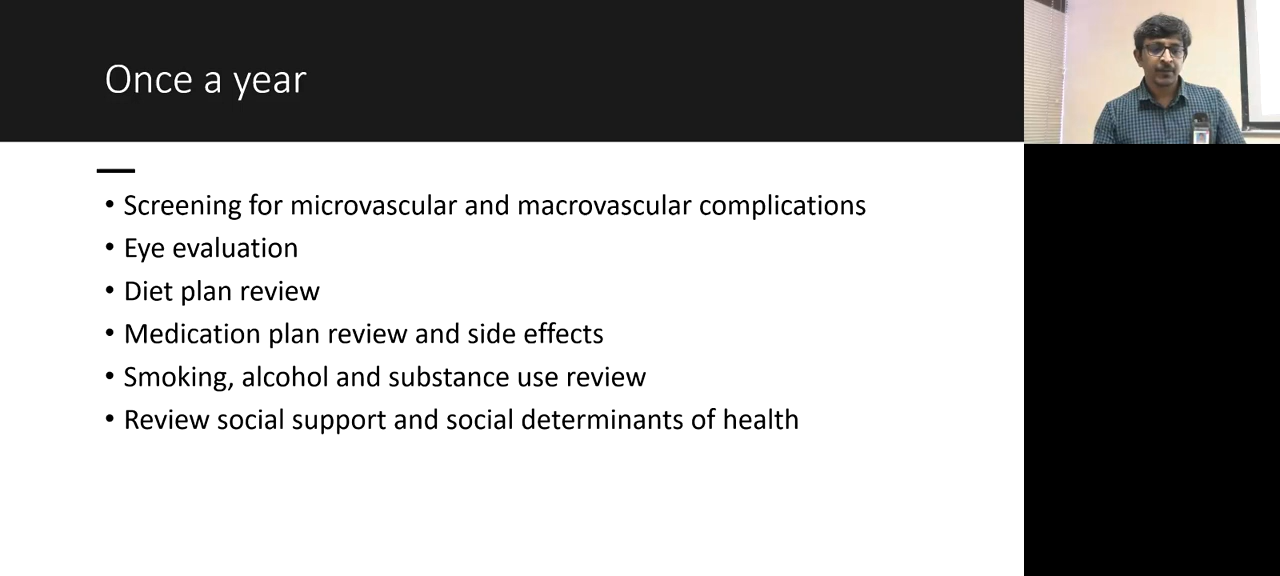 Once a year
• Screening for microvascular and macrovascular complications
• Eye evaluation
• Diet plan review
• Medication plan review and side effects
• Smoking, alcohol and substance use review
• Review social support and social determinants of health